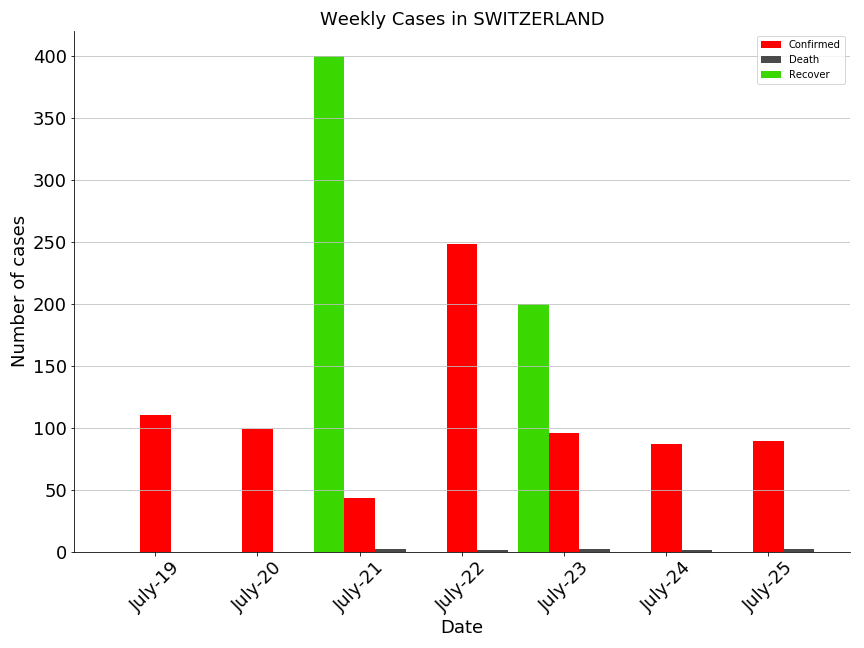 Weekly Cases in SWITZERLAND
Confirmed
Death
Recover
Number of cases
400
350
300
250
200
150
100
50
0
July-19
July-20
July-21
July-22
July-23
July-24
July-25
Date